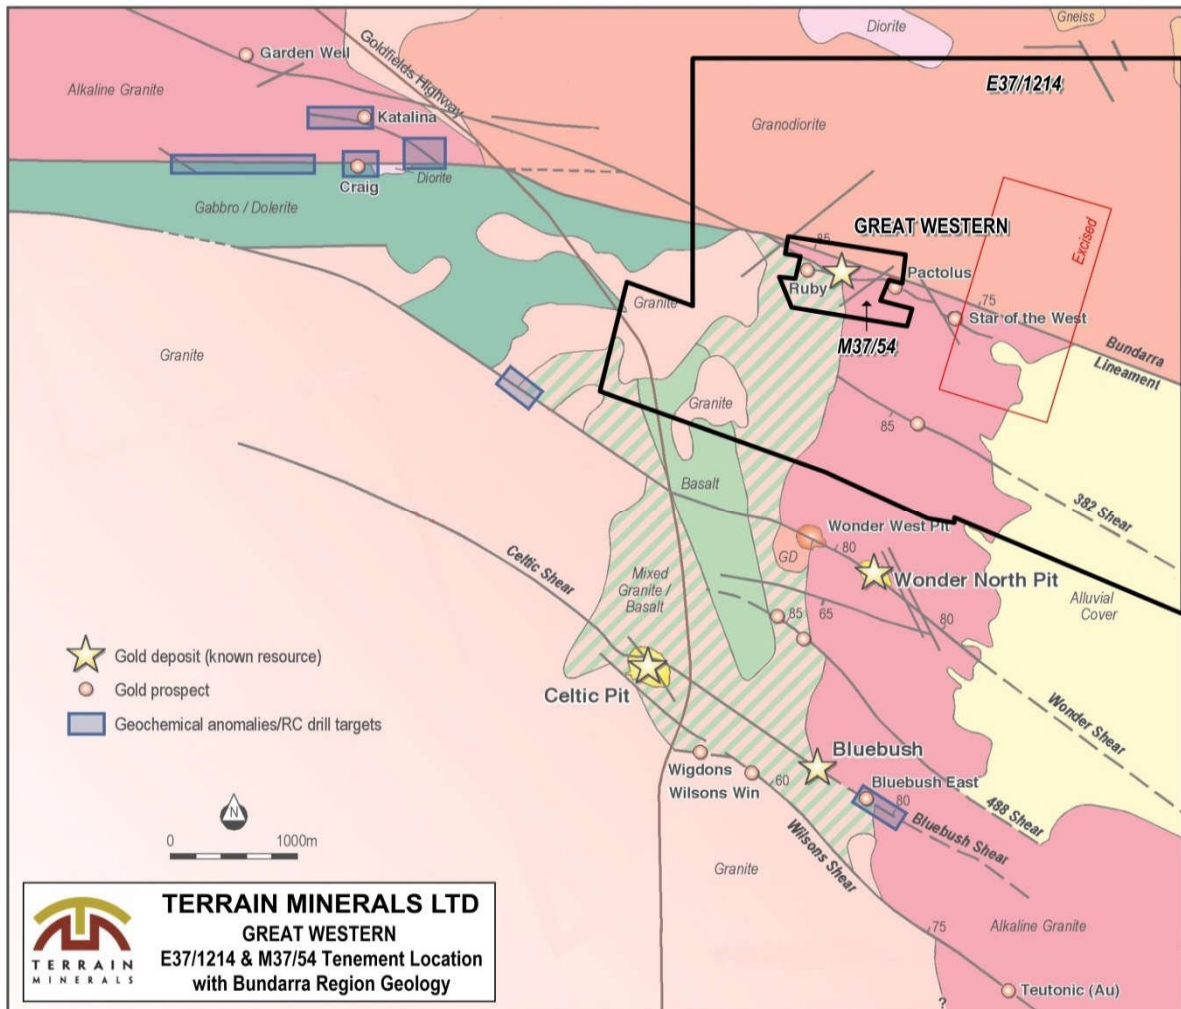 Gneiss
Diorite
Garden Well
Goldfields Highway
E37/1214
Alkaline Granite
Katalina
Granodiorite
Craig
Diorite
Gabbro / Dolerite
Excised
GREAT WESTERN
85
Pactolus
Ruby
75
Granite
Star of the West
M37/54
Bundarra
Lineament
Granite
Granite
85
Basalt
382 Shear
Wonder West Pit
80
GD
Celtic Shear
Wonder North Pit
Mixed
Granite /
Basalt
Alluvial
Cover
85
65
80
Gold deposit (known resource)
Gold prospect
Geochemical anomalies/RC drill targets
Celtic Pit
Wonder Shear
Bluebush
Wigdons
Wilsons Win
60
Bluebush East
80
488 Shear
Bluebush Shear
Wilsons Shear
N
0
1000m
Granite
Alkaline Granite
75
Teutonic (Au)
?
TERRAIN
MINERALS
TERRAIN MINERALS LTD
GREAT WESTERN
E37/1214 & M37/54 Tenement Location
with Bundarra Region Geology